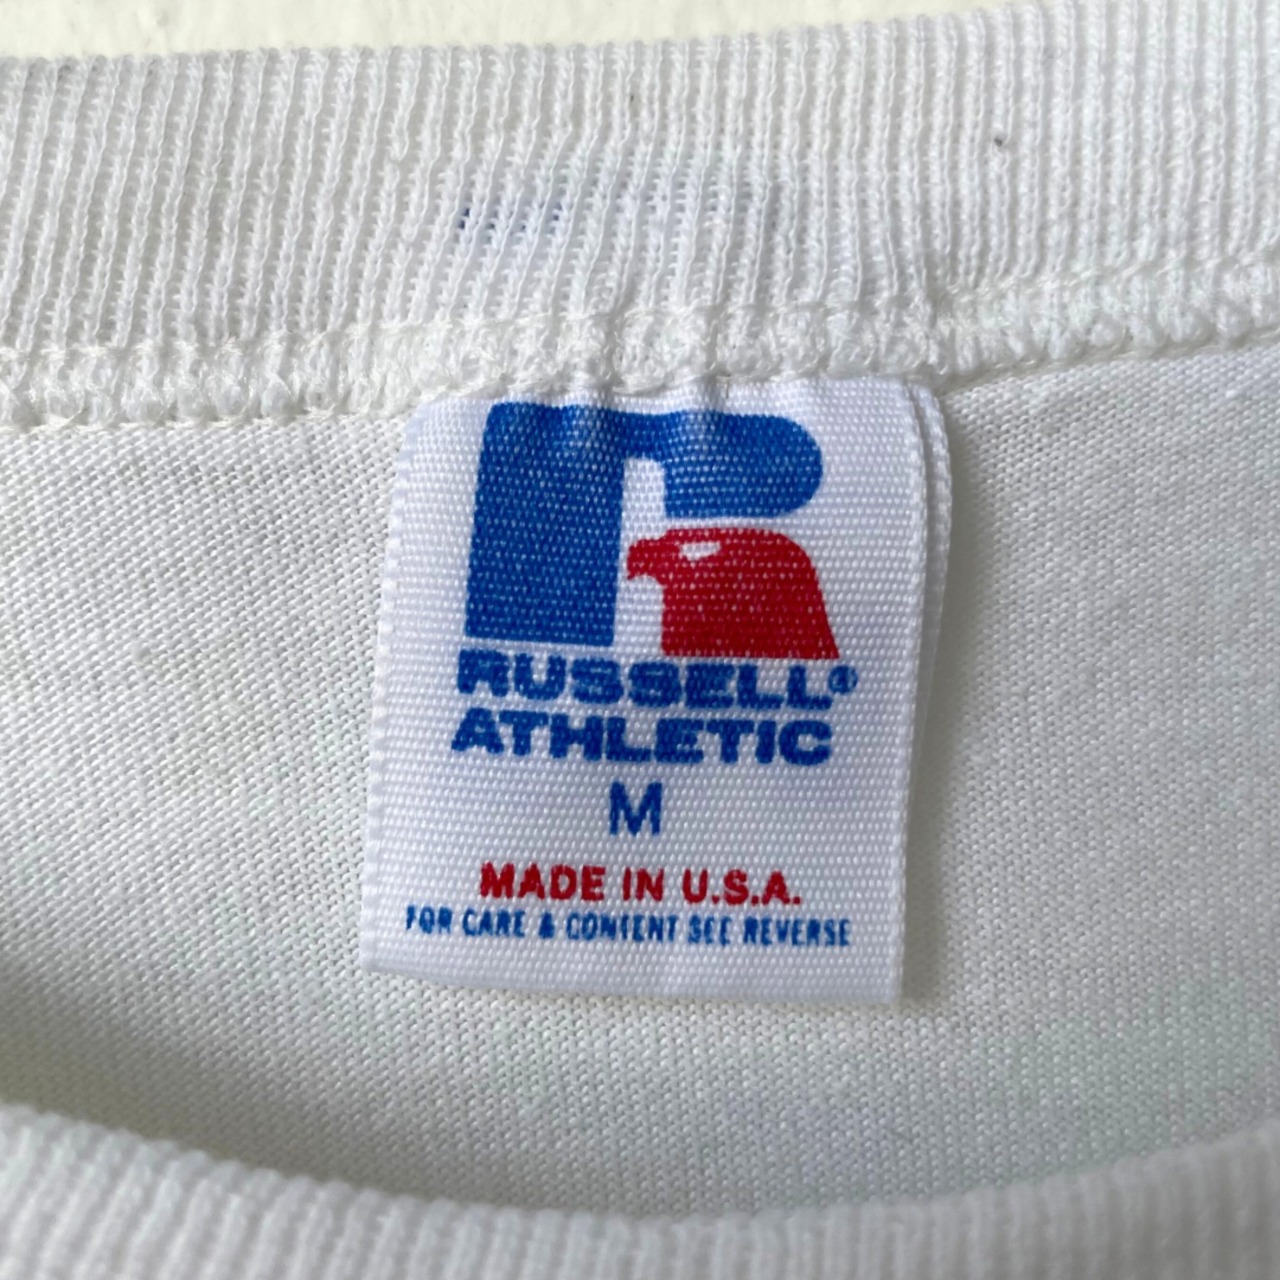 RUSSELL®
ATHLETIC
M
MADE IN U.S.A.
FOR CARE & CONTENT SEE REVERSE